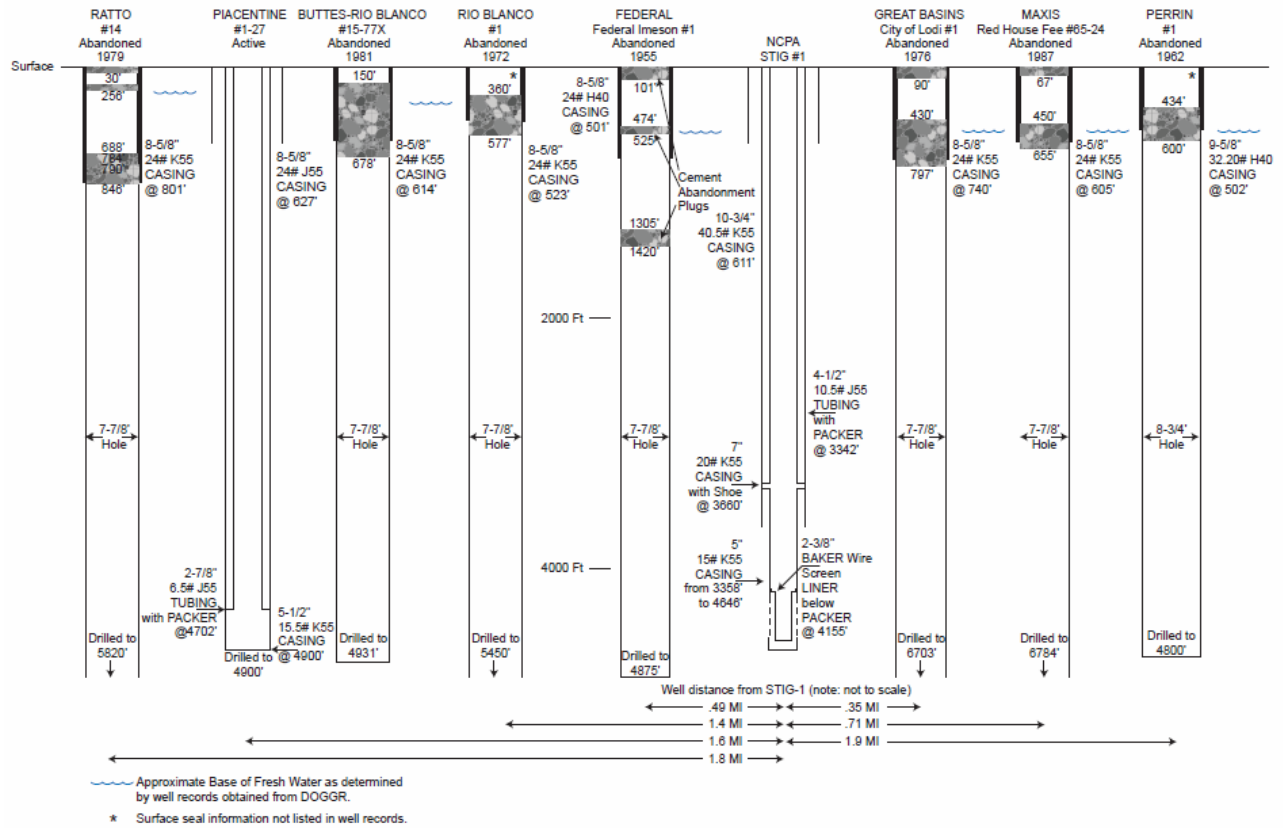 RATTO
#14
Abandoned
1979
PIACENTINE
#1-27
Active
BUTTES-RIO BLANCO
#15-77X
Abandoned
1981
RIO BLANCO
#1
Abandoned
1972
FEDERAL
Federal Imeson #1
Abandoned
1955
NCPA
STIG #1
GREAT BASINS
City of Lodi #1
Abandoned
1976
MAXIS
Red House Fee #65-24
Abandoned
1987
PERRIN
#1
Abandoned
1962
Surface
30'
256'
688'
784'
790'
846'
8-5/8"
24# K55
CASING
@ 801'
8-5/8"
24# J55
CASING
@ 627'
150'
678'
8-5/8"
24# K55
CASING
@ 614'
*
360'
577'
8-5/8"
24# K55
CASING
@ 523'
8-5/8"
24# H40
CASING
@ 501'
101'
474'
525'
1305'
1420'
Cement
Abandonment
Plugs
10-3/4"
40.5# K55
CASING
@ 611'
90'
430'
797'
8-5/8"
24# K55
CASING
@ 740'
67'
450'
655'
8-5/8"
24# K55
CASING
@ 605'
*
434'
600'
9-5/8"
32.20# H40
CASING
@ 502'
2000 Ft
4-1/2"
10.5# J55
TUBING
with
PACKER
@ 3342'
7-7/8'
Hole
7-7/8'
Hole
7-7/8'
Hole
7-7/8'
Hole
7-7/8'
Hole
7-7/8'
Hole
8-3/4'
Hole
7"
20# K55
CASING
with Shoe
@ 3660'
4000 Ft
5"
15# K55
CASING
from 3358'
to 4646'
2-3/8"
BAKER Wire
Screen
LINER
below
PACKER
@ 4155'
2-7/8"
6.5# J55
TUBING
with PACKER
@4702'
5-1/2"
15.5# K55
CASING
@ 4900'
Drilled to
5820'
Drilled to
4900'
Drilled to
4931'
Drilled to
5450'
Drilled to
4875'
Drilled to
6703'
Drilled to
6784'
Drilled to
4800'
Well distance from STIG-1 (note: not to scale)
.49 MI
.35 MI
1.4 MI
.71 MI
1.6 MI
1.9 MI
1.8 MI
Approximate Base of Fresh Water as determined
by well records obtained from DOGGR.
* Surface seal information not listed in well records.